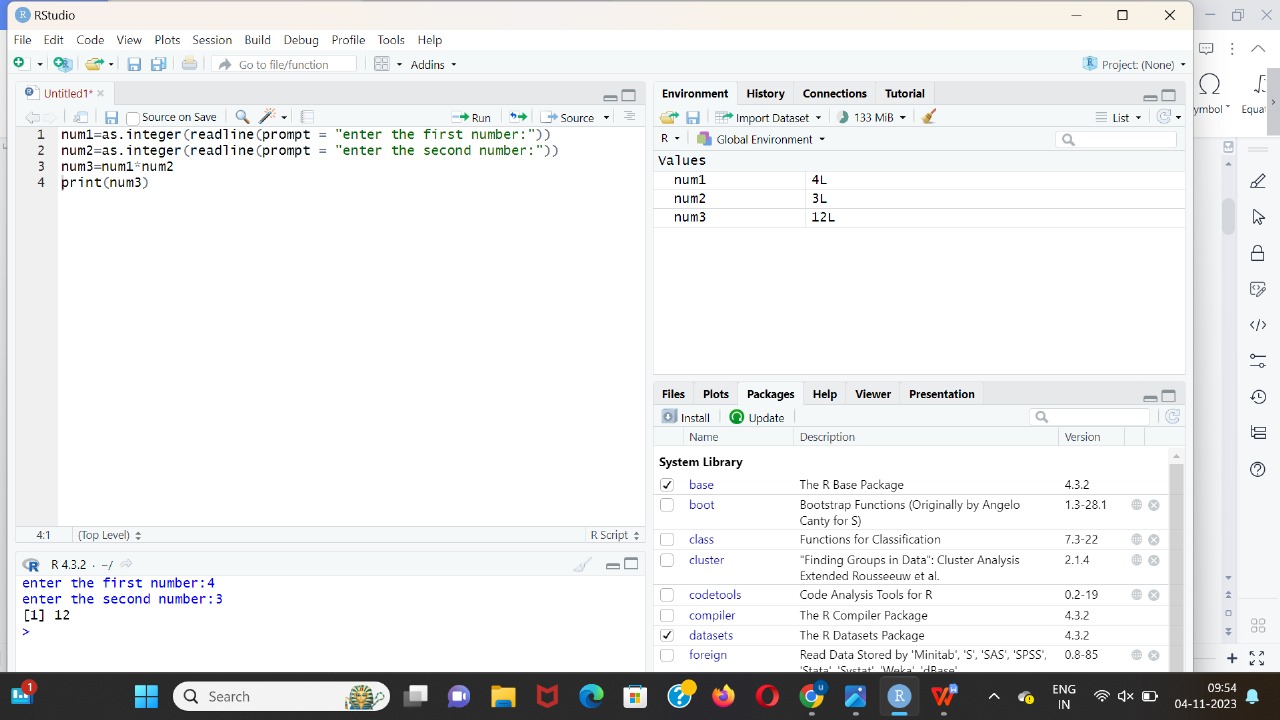 RStudio
File Edit Code View Plots Session Build Debug Profile Tools Help
Go to file/function Addins Project: (None)
Untitled1* ×
Source on Save Run Source
1 num1=as.integer(readline(prompt = "enter the first number:"))
2 num2=as.integer(readline(prompt = "enter the second number:"))
3 num3=num1*num2
4 print(num3)
4:1 (Top Level) R Script
R 4.3.2 · ~/
enter the first number:4
enter the second number:3
[1] 12
>
Environment History Connections Tutorial
Import Dataset 133 MiB List
R Global Environment
Values
num1 4L
num2 3L
num3 12L
Files Plots Packages Help Viewer Presentation
Install Update
Name Description Version
System Library
base The R Base Package 4.3.2
boot Bootstrap Functions (Originally by Angelo 1.3-28.1
Canty for S)
class Functions for Classification 7.3-22
cluster "Finding Groups in Data": Cluster Analysis 2.1.4
Extended Rousseeuw et al.
codetools Code Analysis Tools for R 0.2-19
compiler The R Compiler Package 4.3.2
datasets The R Datasets Package 4.3.2
foreign Read Data Stored by 'Minitab', 'S', 'SAS', 'SPSS', 0.8-85
'Stata', 'Systat', 'Weka', 'dBase',
ymbol Equa
1 Search ENG
IN
09:54
04-11-2023